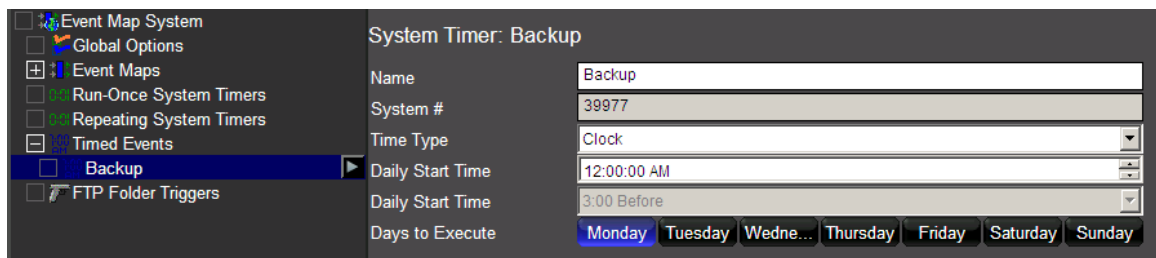 Event Map System
Global Options
Event Maps
Run-Once System Timers
Repeating System Timers
Timed Events
Backup
FTP Folder Triggers
System Timer: Backup
Name Backup
System # 39977
Time Type Clock
Daily Start Time 12:00:00 AM
Daily Start Time 3:00 Before
Days to Execute Monday Tuesday Wedne... Thursday Friday Saturday Sunday